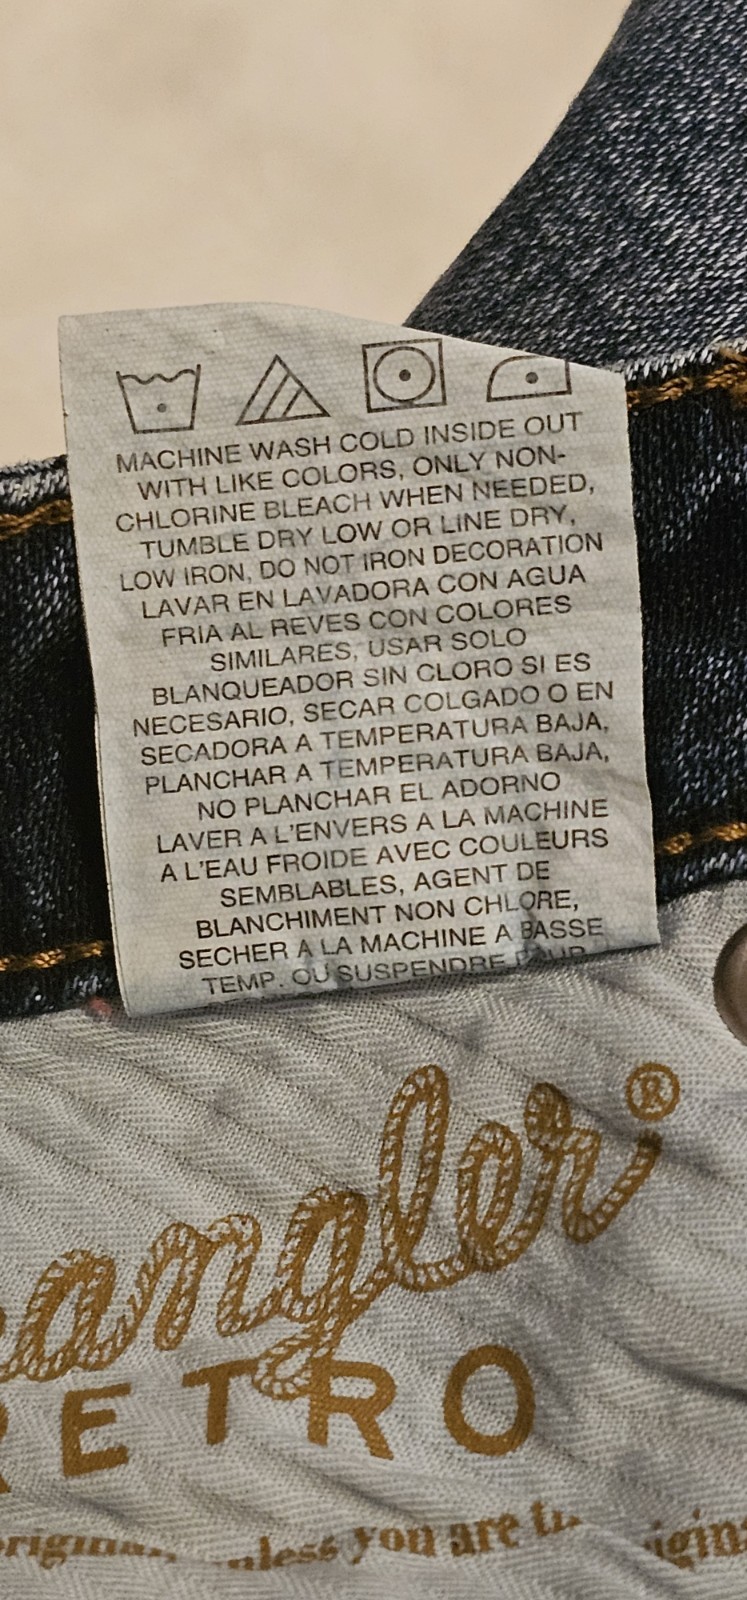 MACHINE WASH COLD INSIDE OUT
WITH LIKE COLORS, ONLY NON-
CHLORINE BLEACH WHEN NEEDED,
TUMBLE DRY LOW OR LINE DRY,
LOW IRON, DO NOT IRON DECORATION
LAVAR EN LAVADORA CON AGUA
FRIA AL REVES CON COLORES
SIMILARES, USAR SOLO
BLANQUEADOR SIN CLORO SI ES
NECESARIO, SECAR COLGADO O EN
SECADORA A TEMPERATURA BAJA,
PLANCHAR A TEMPERATURA BAJA,
NO PLANCHAR EL ADORNO
LAVER A L'ENVERS A LA MACHINE
A L'EAU FROIDE AVEC COULEURS
SEMBLABLES, AGENT DE
BLANCHIMENT NON CHLORE,
SECHER A LA MACHINE A BASSE
TEMP. OU SUSPENDRE POUR
angler®
RETRO
unless you are